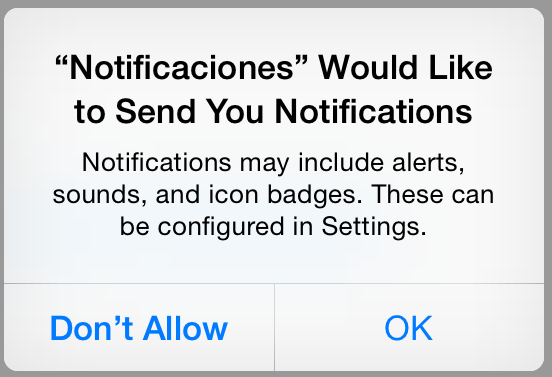 “Notificaciones” Would Like
to Send You Notifications
Notifications may include alerts,
sounds, and icon badges. These can
be configured in Settings.
Don’t Allow
OK